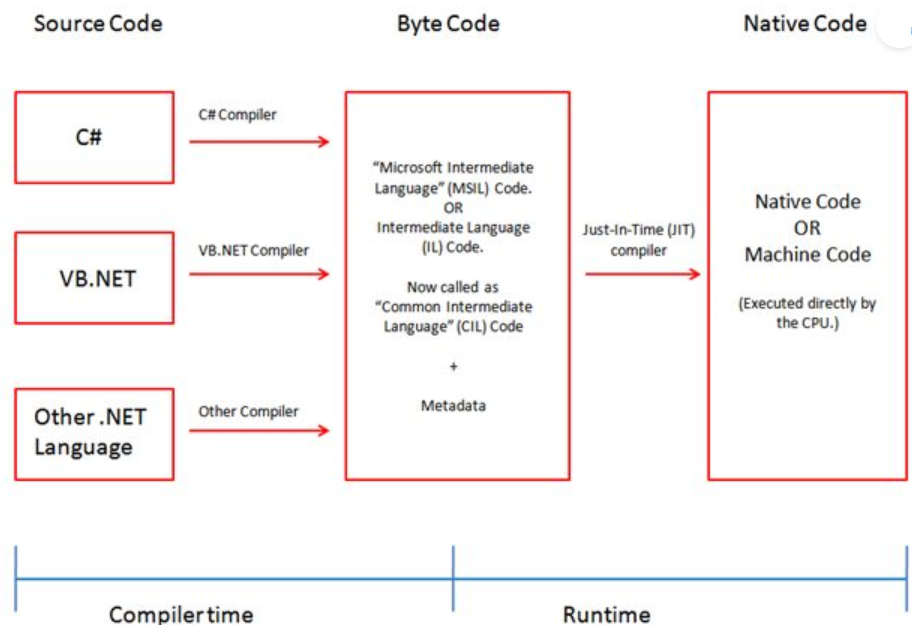 Source Code
Byte Code
Native Code
C#
C# Compiler
VB.NET
VB.NET Compiler
Other .NET
Language
Other Compiler
“Microsoft Intermediate
Language” (MSIL) Code.
OR
Intermediate Language
(IL) Code.
Now called as
“Common Intermediate
Language” (CIL) Code
+
Metadata
Just-In-Time (JIT)
compiler
Native Code
OR
Machine Code
(Executed directly by
the CPU.)
Compiler time
Runtime